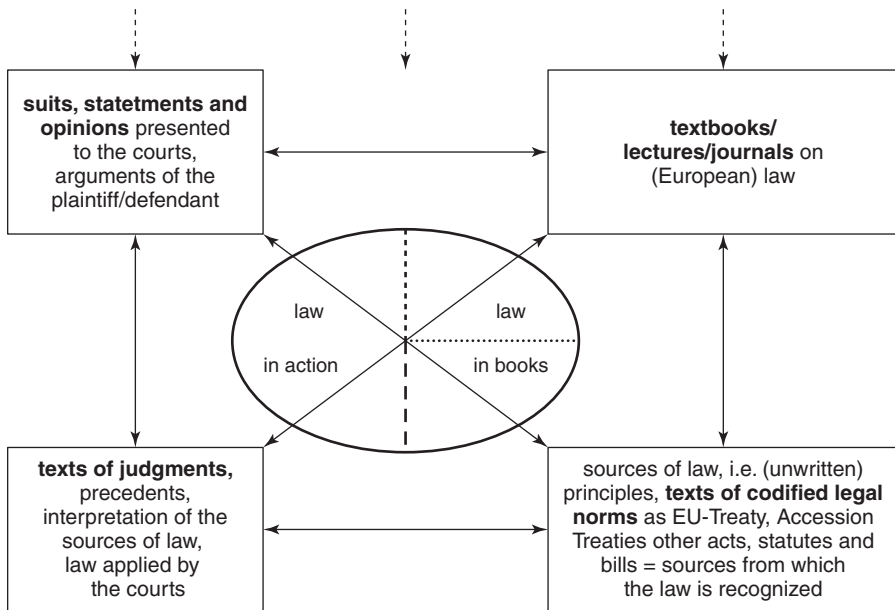 suits, statetments and
opinions presented
to the courts,
arguments of the
plaintiff/defendant
textbooks/
lectures/journals on
(European) law
law
law
in action
in books
texts of judgments,
precedents,
interpretation of the
sources of law,
law applied by
the courts
sources of law, i.e. (unwritten)
principles, texts of codified legal
norms as EU-Treaty, Accession
Treaties other acts, statutes and
bills = sources from which
the law is recognized